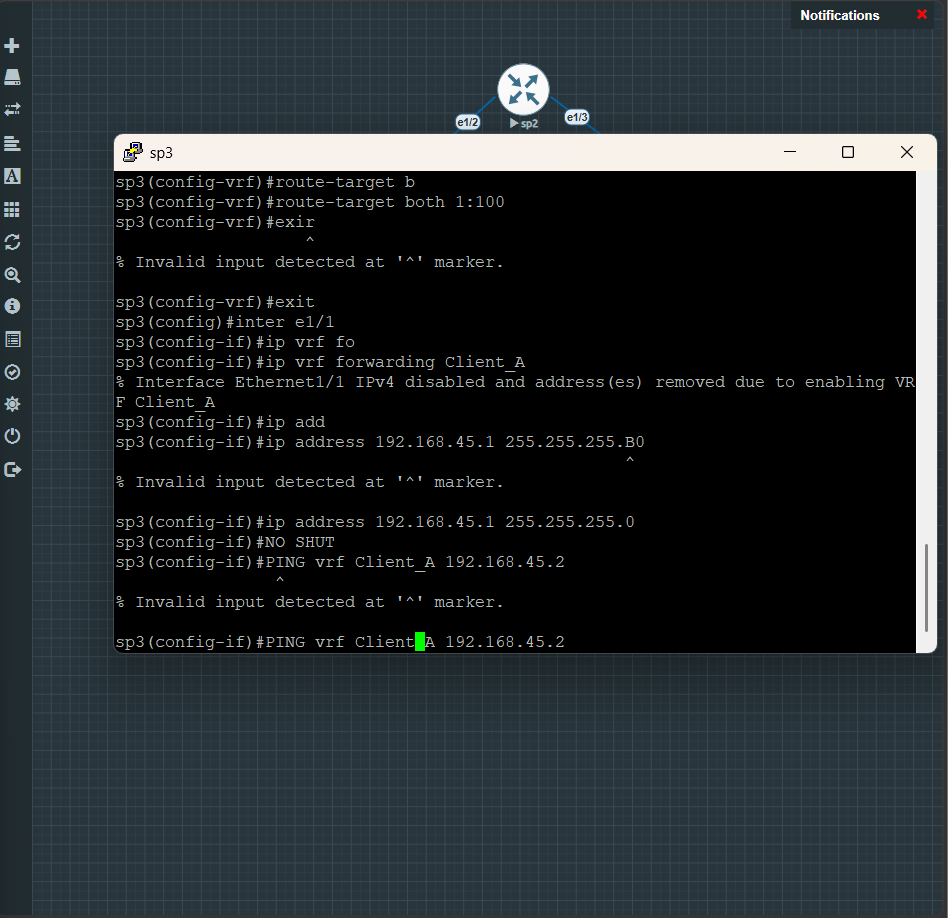 Notifications
e1/2
e1/3
sp2
sp3
sp3(config-vrf)#route-target b
sp3(config-vrf)#route-target both 1:100
sp3(config-vrf)#exir
^
% Invalid input detected at '^' marker.
sp3(config-vrf)#exit
sp3(config)#inter e1/1
sp3(config-if)#ip vrf fo
sp3(config-if)#ip vrf forwarding Client_A
% Interface Ethernet1/1 IPv4 disabled and address(es) removed due to enabling VR
F Client_A
sp3(config-if)#ip add
sp3(config-if)#ip address 192.168.45.1 255.255.255.B0
^
% Invalid input detected at '^' marker.
sp3(config-if)#ip address 192.168.45.1 255.255.255.0
sp3(config-if)#NO SHUT
sp3(config-if)#PING vrf Client_A 192.168.45.2
^
% Invalid input detected at '^' marker.
sp3(config-if)#PING vrf Client_A 192.168.45.2